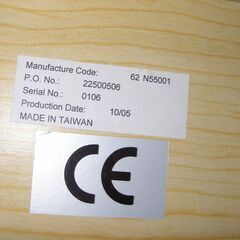 Manufacture Code: 62 N55001
P.O. No.: 22500506
Serial No.: 0106
Production Date: 10/05
MADE IN TAIWAN
CE